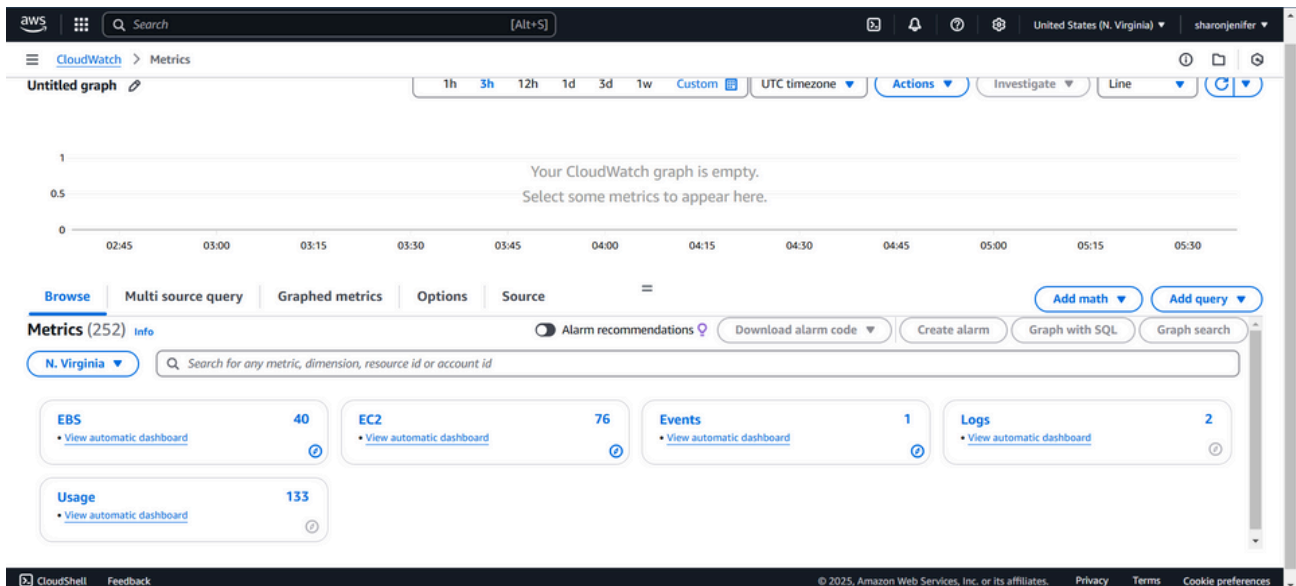 aws Search [Alt+S] United States (N. Virginia) sharonjenifer
CloudWatch > Metrics
Untitled graph 1h 3h 12h 1d 3d 1w Custom UTC timezone Actions Investigate Line
Your CloudWatch graph is empty.
Select some metrics to appear here.
1
0.5
0
02:45 03:00 03:15 03:30 03:45 04:00 04:15 04:30 04:45 05:00 05:15 05:30
Browse Multi source query Graphed metrics Options Source Add math Add query
Metrics (252) Info Alarm recommendations Download alarm code Create alarm Graph with SQL Graph search
N. Virginia Search for any metric, dimension, resource id or account id
EBS 40 EC2 76 Events 1 Logs 2
• View automatic dashboard • View automatic dashboard • View automatic dashboard • View automatic dashboard
Usage 133
• View automatic dashboard
CloudShell Feedback © 2025, Amazon Web Services, Inc. or its affiliates. Privacy Terms Cookie preferences